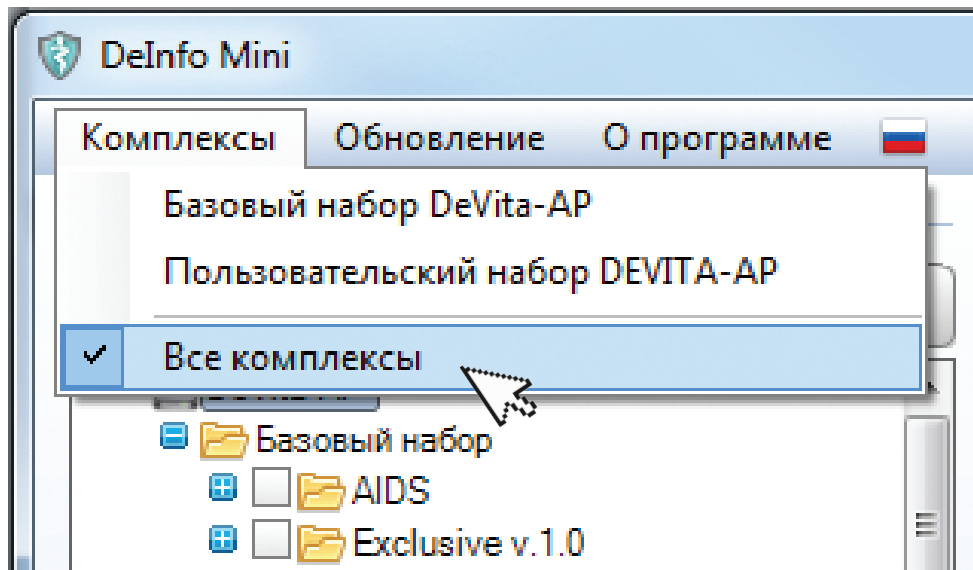 DeInfo Mini
Комплексы Обновление О программе
Базовый набор DeVita-AP
Пользовательский набор DEVITA-AP
Все комплексы
Базовый набор
AIDS
Exclusive v.1.0